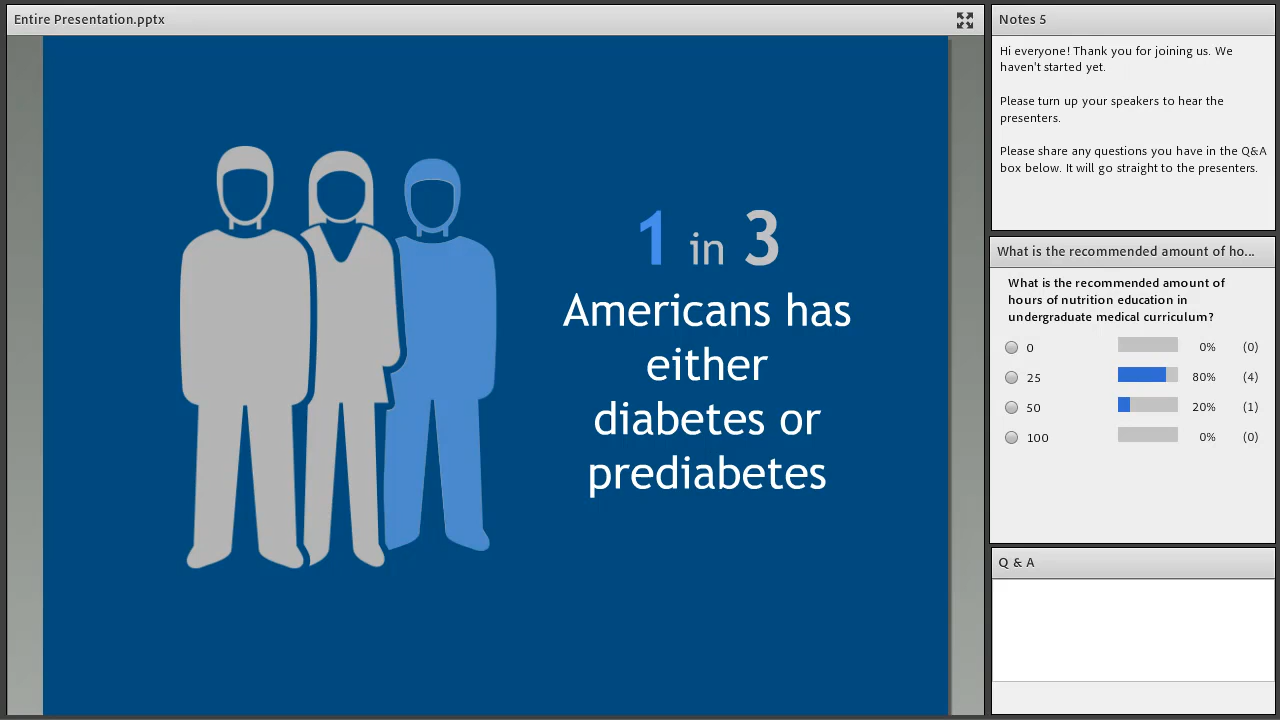 Entire Presentation.pptx
1 in 3
Americans has
either
diabetes or
prediabetes
Notes 5
Hi everyone! Thank you for joining us. We
haven't started yet.
Please turn up your speakers to hear the
presenters.
Please share any questions you have in the Q&A
box below. It will go straight to the presenters.
What is the recommended amount of ho...
What is the recommended amount of
hours of nutrition education in
undergraduate medical curriculum?
0 0% (0)
25 80% (4)
50 20% (1)
100 0% (0)
Q & A